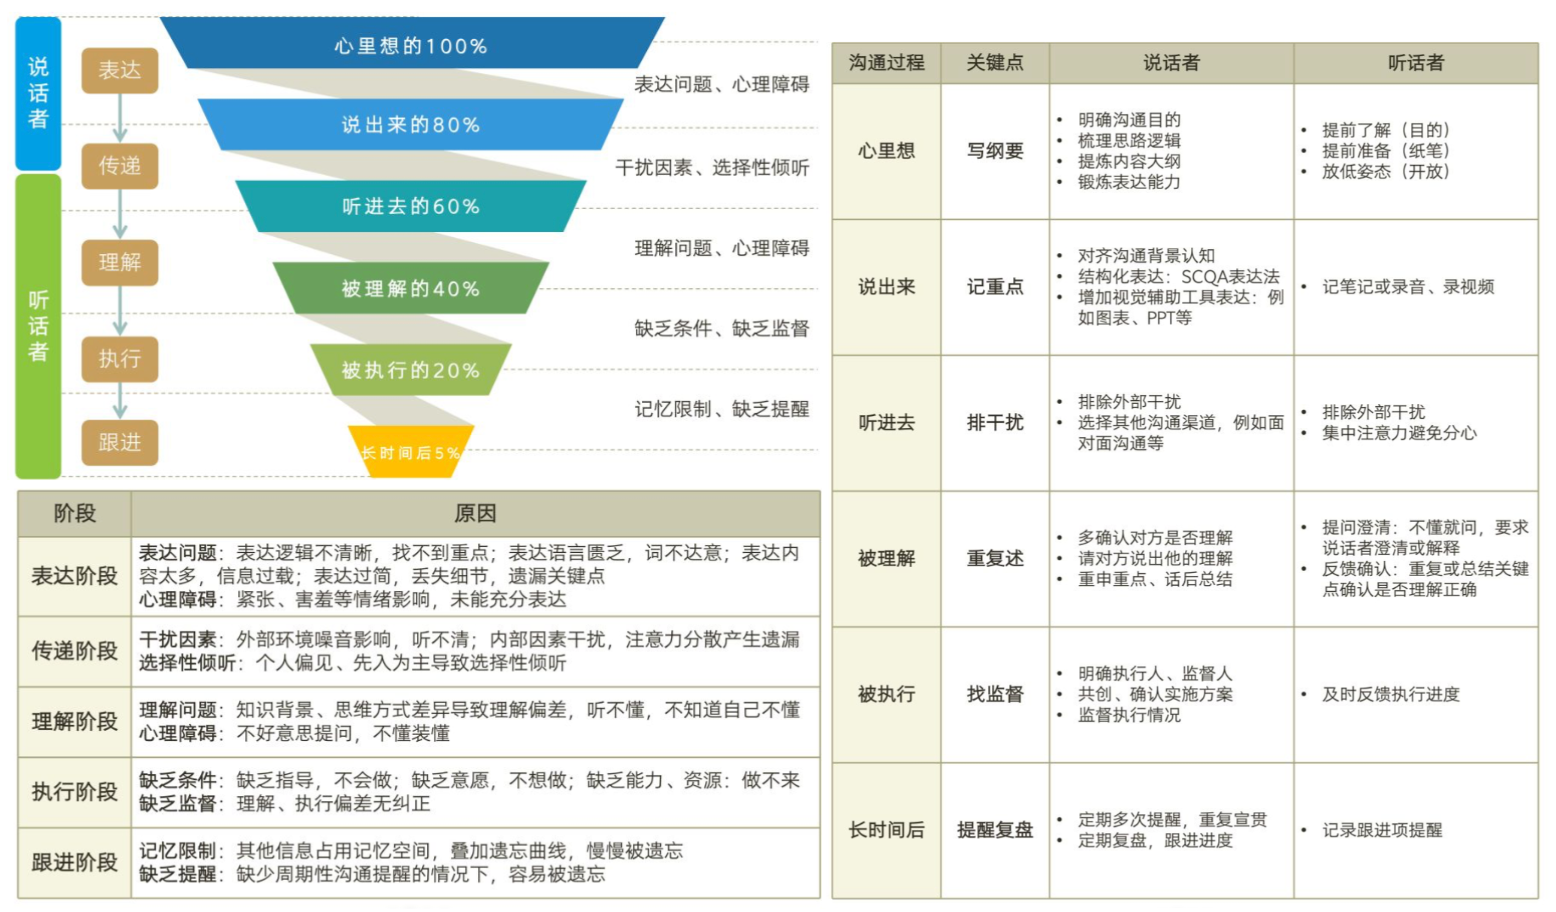 说话者
听话者
表达
传递
理解
执行
跟进
心里想的100%
说出来的80%
听进去的60%
被理解的40%
被执行的20%
长时间后5%
表达问题、心理障碍
干扰因素、选择性倾听
理解问题、心理障碍
缺乏条件、缺乏监督
记忆限制、缺乏提醒
阶段 原因
表达阶段
表达问题：表达逻辑不清晰，找不到重点；表达语言匮乏，词不达意；表达内
容太多，信息过载；表达过简，丢失细节，遗漏关键点
心理障碍：紧张、害羞等情绪影响，未能充分表达
传递阶段
干扰因素：外部环境噪音影响，听不清；内部因素干扰，注意力分散产生遗漏
选择性倾听：个人偏见、先入为主导致选择性倾听
理解阶段
理解问题：知识背景、思维方式差异导致理解偏差，听不懂，不知道自己不懂
心理障碍：不好意思提问，不懂装懂
执行阶段
缺乏条件：缺乏指导，不会做；缺乏意愿，不想做；缺乏能力、资源：做不来
缺乏监督：理解、执行偏差无纠正
跟进阶段
记忆限制：其他信息占用记忆空间，叠加遗忘曲线，慢慢被遗忘
缺乏提醒：缺少周期性沟通提醒的情况下，容易被遗忘
沟通过程 关键点 说话者 听话者
心里想
写纲要
• 明确沟通目的
• 梳理思路逻辑
• 提炼内容大纲
• 锻炼表达能力
• 提前了解（目的）
• 提前准备（纸笔）
• 放低姿态（开放）
说出来
记重点
• 对齐沟通背景认知
• 结构化表达：SCQA表达法
• 增加视觉辅助工具表达：例
如图表、PPT等
• 记笔记或录音、录视频
听进去
排干扰
• 排除外部干扰
• 选择其他沟通渠道，例如面
对面沟通等
• 排除外部干扰
• 集中注意力避免分心
被理解
重复述
• 多确认对方是否理解
• 请对方说出他的理解
• 重申重点、话后总结
• 提问澄清：不懂就问，要求
说话者澄清或解释
• 反馈确认：重复或总结关键
点确认是否理解正确
被执行
找监督
• 明确执行人、监督人
• 共创、确认实施方案
• 监督执行情况
• 及时反馈执行进度
长时间后
提醒复盘
• 定期多次提醒，重复宣贯
• 定期复盘，跟进进度
• 记录跟进项提醒